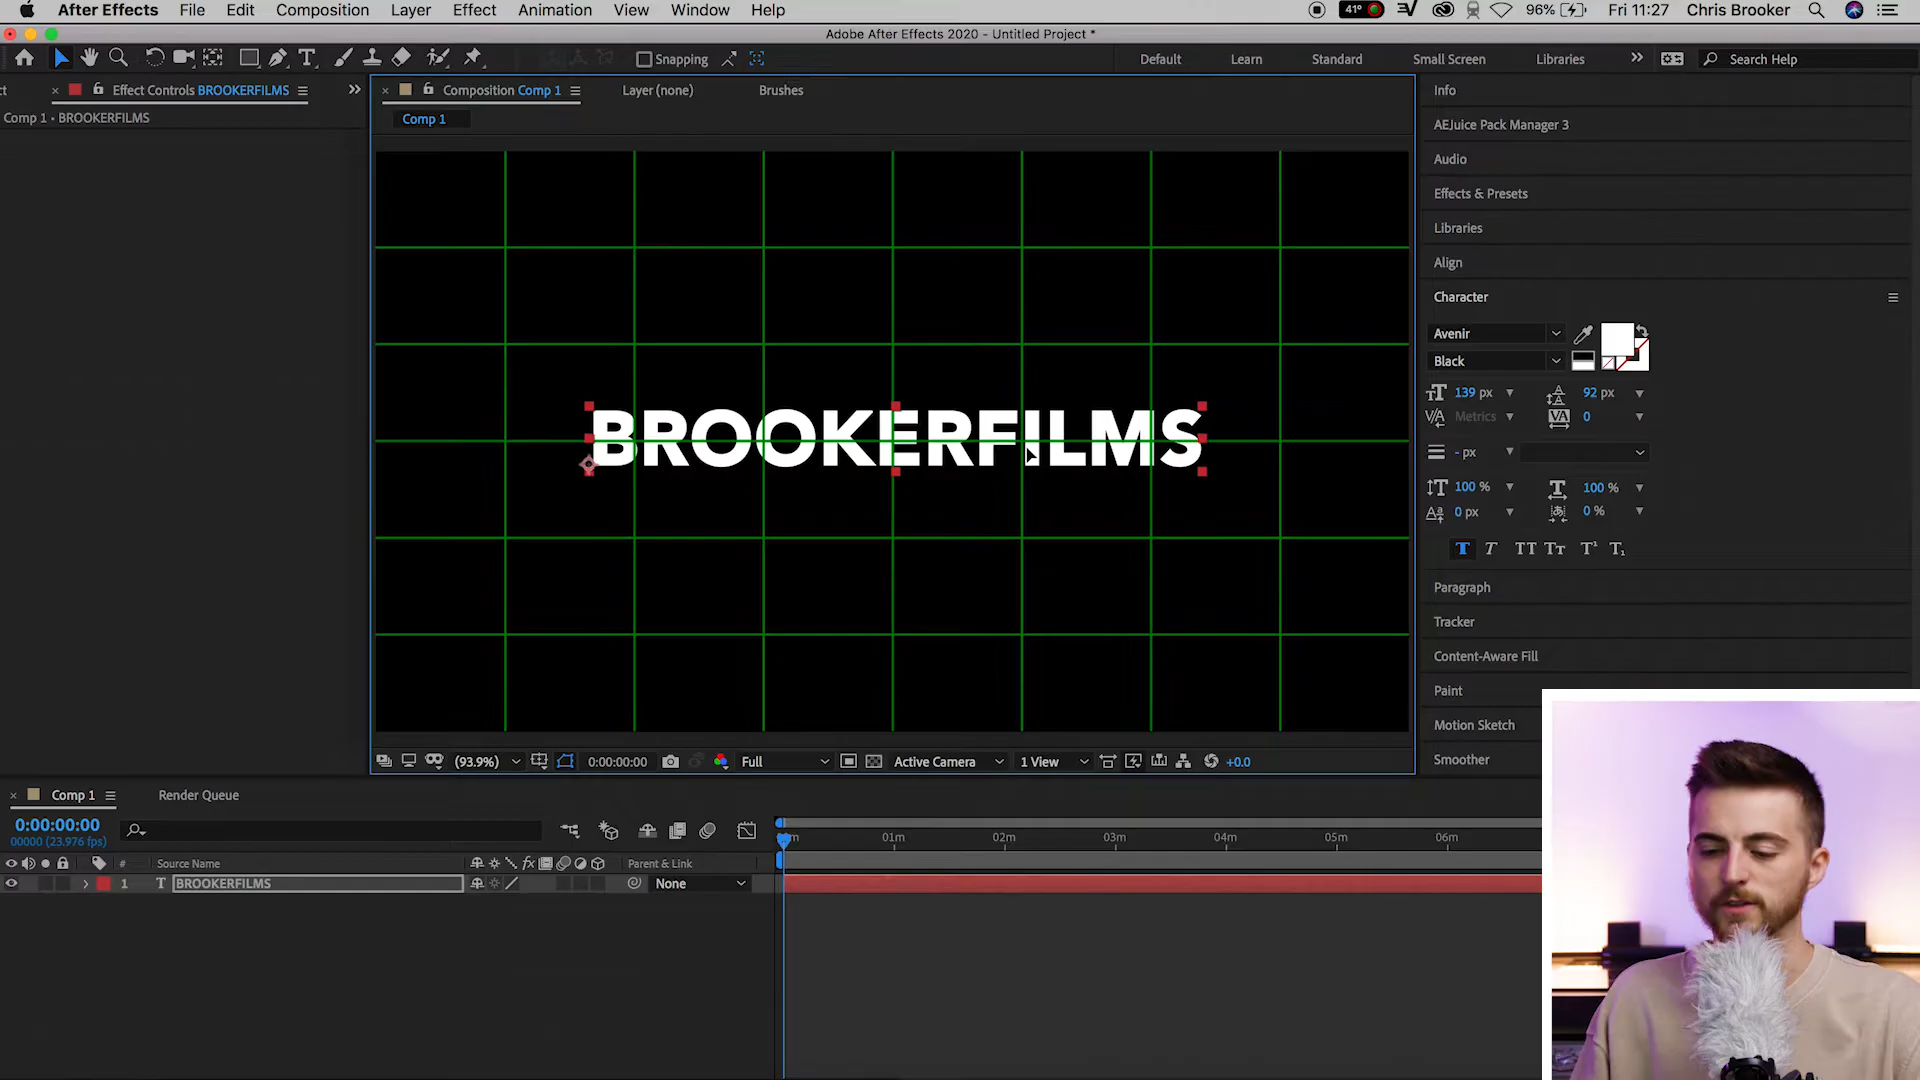 After Effects File Edit Composition Layer Effect Animation View Window Help 41° 96% Fri 11:27 Chris Brooker
Adobe After Effects 2020 - Untitled Project *
Snapping Default Learn Standard Small Screen Libraries Search Help
Effect Controls BROOKERFILMS Composition Comp 1 Layer (none) Brushes Info
Comp 1 • BROOKERFILMS Comp 1
AEJuice Pack Manager 3
Audio
Effects & Presets
Libraries
Align
Character
Avenir
Black
139 px 92 px
Metrics 0
- px
100 % 100 %
0 px 0 %
T T TT Tт T¹ T₁
Paragraph
Tracker
Content-Aware Fill
Paint
Motion Sketch
Smoother
BROOKERFILMS
(93.9%) 0:00:00:00 Full Active Camera 1 View +0.0
Comp 1 Render Queue
0:00:00:00
00000 (23.976 fps)
01m 02m 03m 04m 05m 06m
# Source Name fx Parent & Link
1 T BROOKERFILMS None